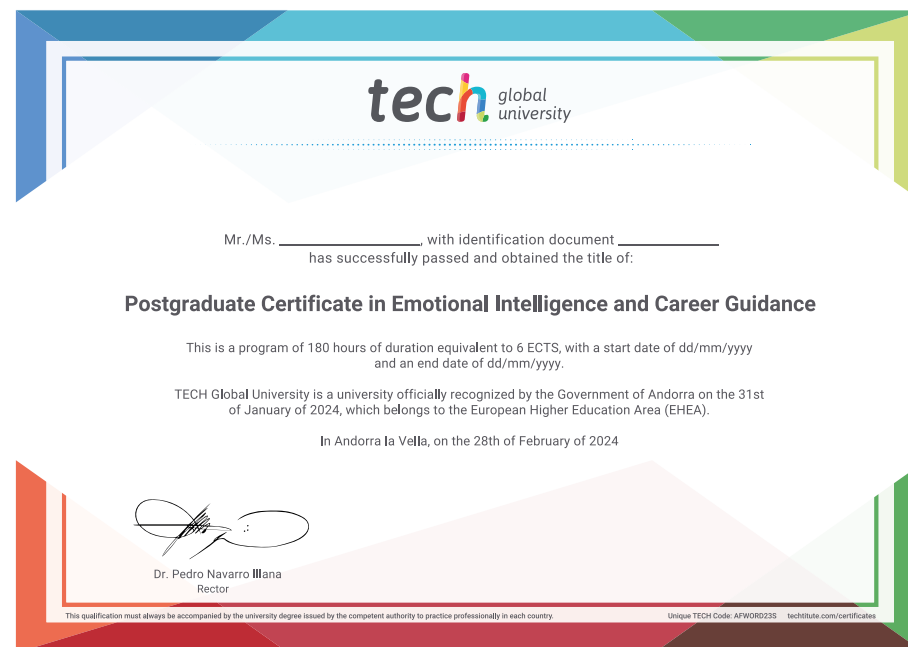 tech global university
Mr./Ms. ____________________, with identification document ______________
has successfully passed and obtained the title of:
Postgraduate Certificate in Emotional Intelligence and Career Guidance
This is a program of 180 hours of duration equivalent to 6 ECTS, with a start date of dd/mm/yyyy
and an end date of dd/mm/yyyy.
TECH Global University is a university officially recognized by the Government of Andorra on the 31st
of January of 2024, which belongs to the European Higher Education Area (EHEA).
In Andorra la Vella, on the 28th of February of 2024
Dr. Pedro Navarro Illana
Rector
This qualification must always be accompanied by the university degree issued by the competent authority to practice professionally in each country. Unique TECH Code: AFWORD23S techtitute.com/certificates